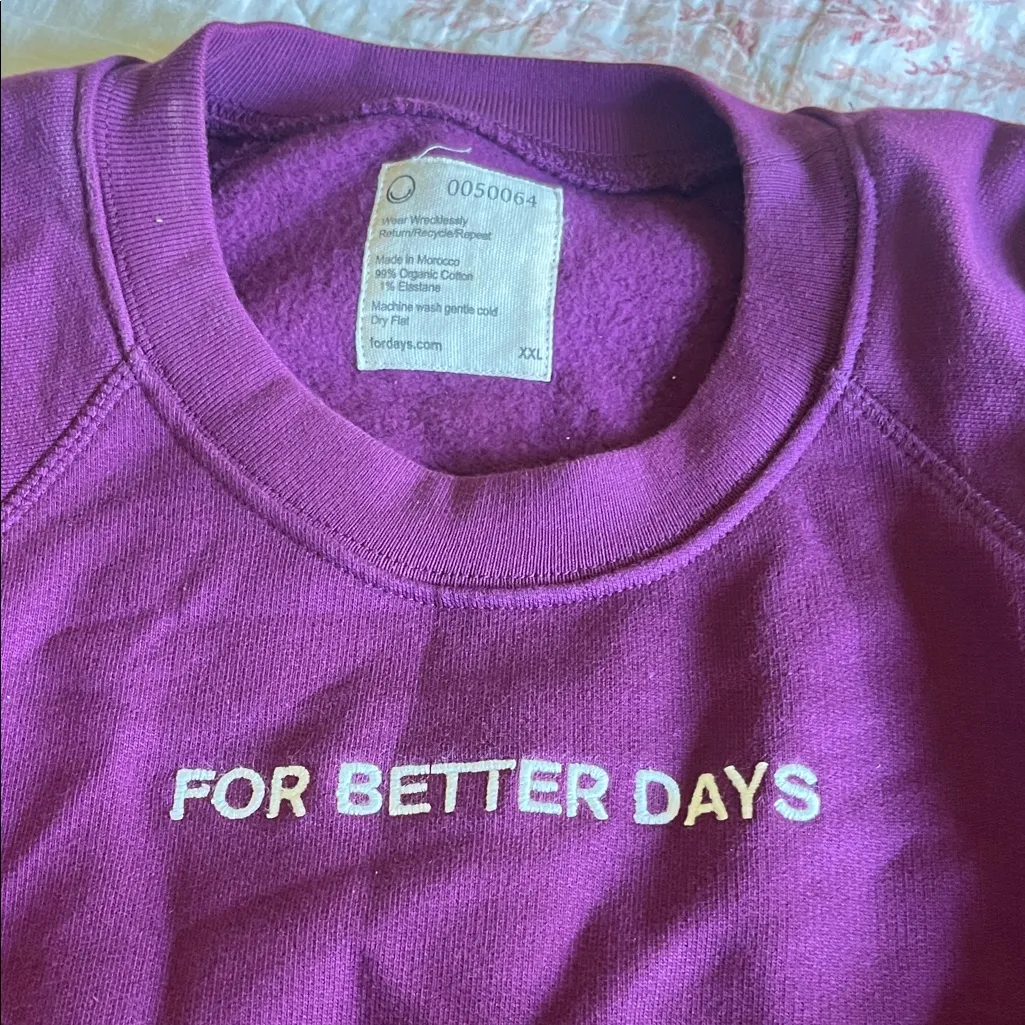 0050064
Wear Wrecklessly
Return/Recycle/Repeat
Made in Morocco
99% Organic Cotton
1% Elastane
Machine wash gentle cold
Dry Flat
fordays.com XXL
FOR BETTER DAYS